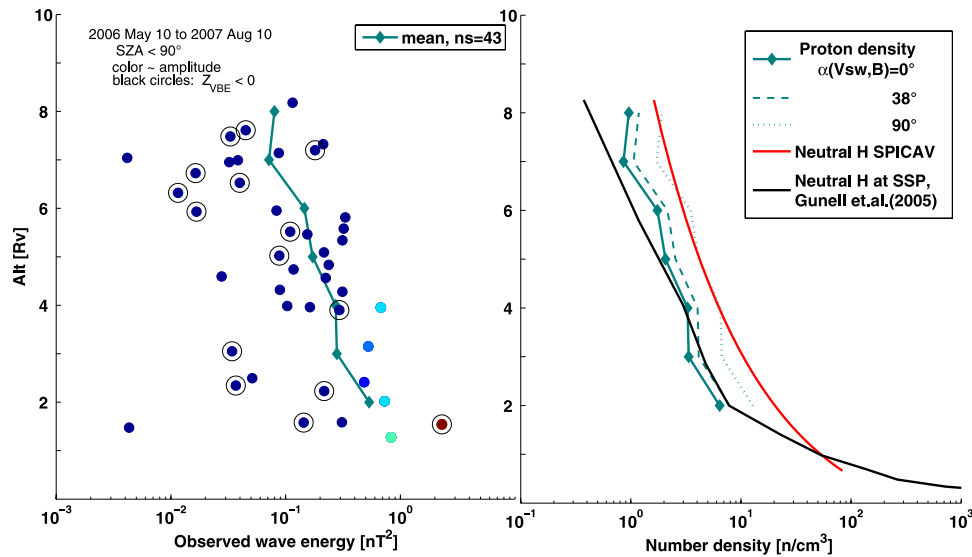 10
8
6
4
2
Alt [Rv]
2006 May 10 to 2007 Aug 10
SZA < 90°
color ~ amplitude
black circles: Z_VBE < 0
mean, ns=43
10^-3 10^-2 10^-1 10^0
Observed wave energy [nT^2]
10
8
6
4
2
Proton density
α(Vsw,B)=0°
38°
90°
Neutral H SPICAV
Neutral H at SSP,
Gunell et.al.(2005)
10^-1 10^0 10^1 10^2 10^3
Number density [n/cm^3]